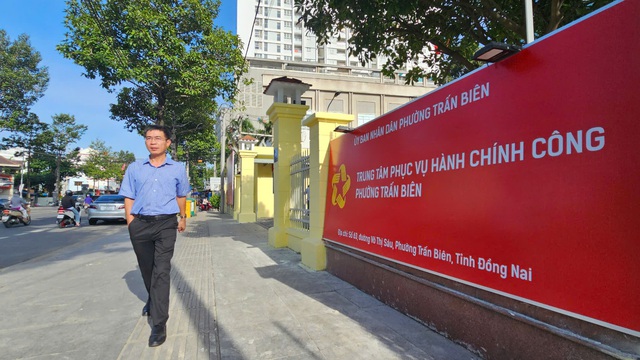 ỦY BAN NHÂN DÂN PHƯỜNG TRẤN BIÊN
TRUNG TÂM PHỤC VỤ HÀNH CHÍNH CÔNG
PHƯỜNG TRẤN BIÊN
Địa chỉ: Số 63, đường Võ Thị Sáu, Phường Trấn Biên, Tỉnh Đồng Nai